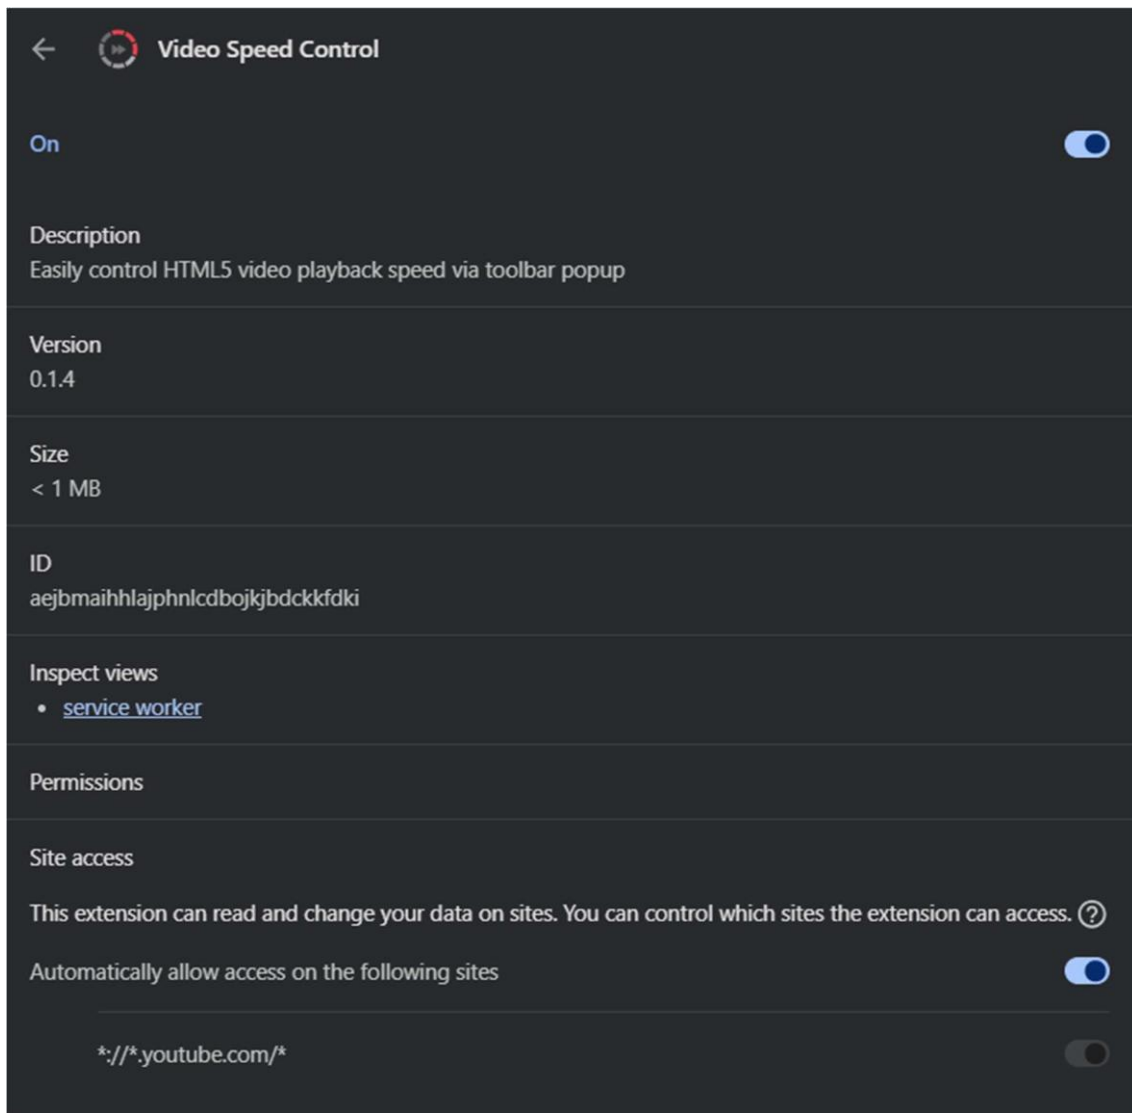 Video Speed Control
On
Description
Easily control HTML5 video playback speed via toolbar popup
Version
0.1.4
Size
< 1 MB
ID
aejbmaihhlajphnlcdbojkjbdckkfdki
Inspect views
• service worker
Permissions
Site access
This extension can read and change your data on sites. You can control which sites the extension can access. ?
Automatically allow access on the following sites
*://*.youtube.com/*